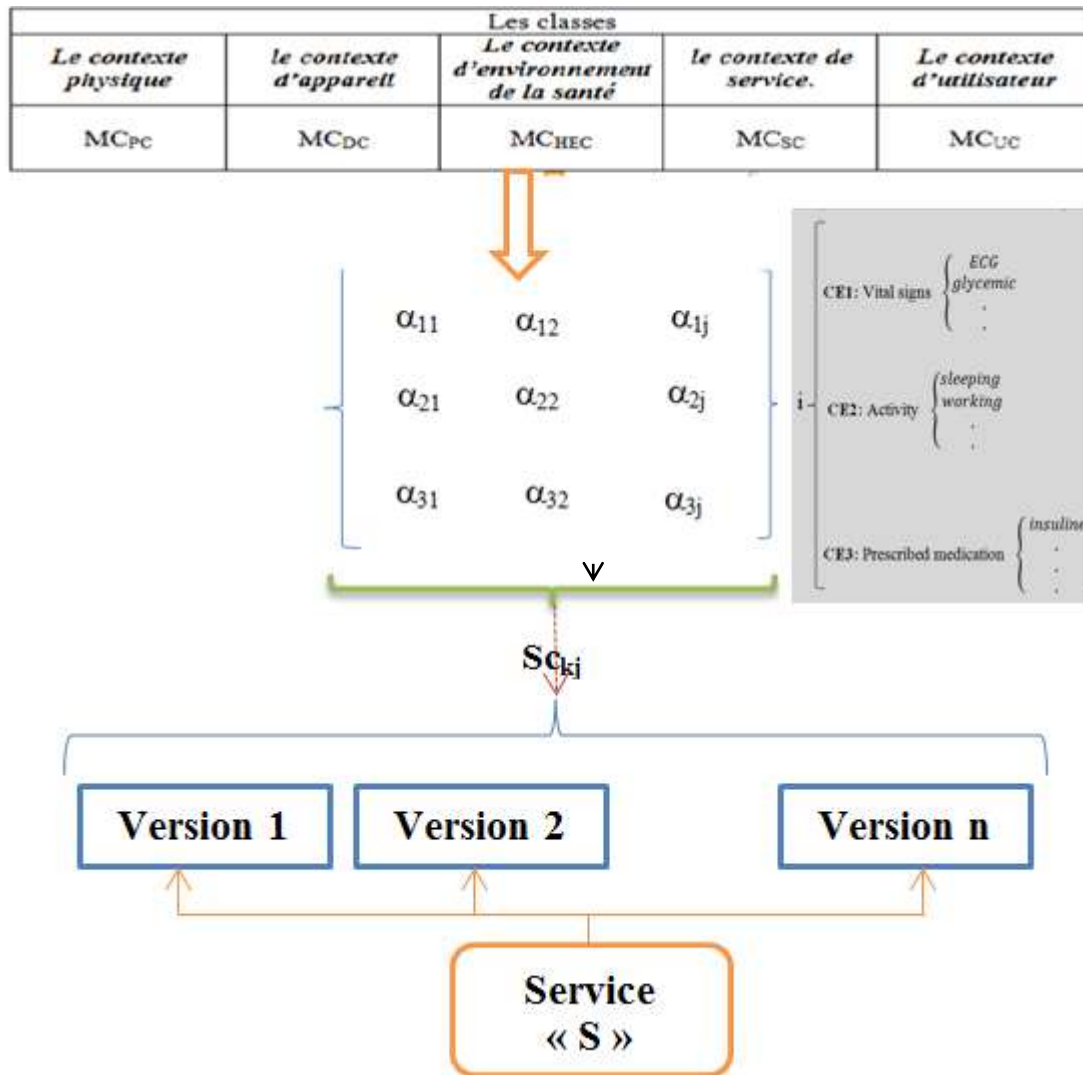 Les classes
Le contexte physique
le contexte d'appareil
Le contexte d'environnement de la santé
le contexte de service.
Le contexte d'utilisateur
MCPC
MCDC
MCHEC
MCSC
MCUC
α11 α12 α1j
α21 α22 α2j
α31 α32 α3j
i
CE1: Vital signs
ECG
glycemic
.
.
CE2: Activity
sleeping
working
.
.
CE3: Prescribed medication
insuline
.
.
.
Sckj
Version 1
Version 2
Version n
Service
« S »